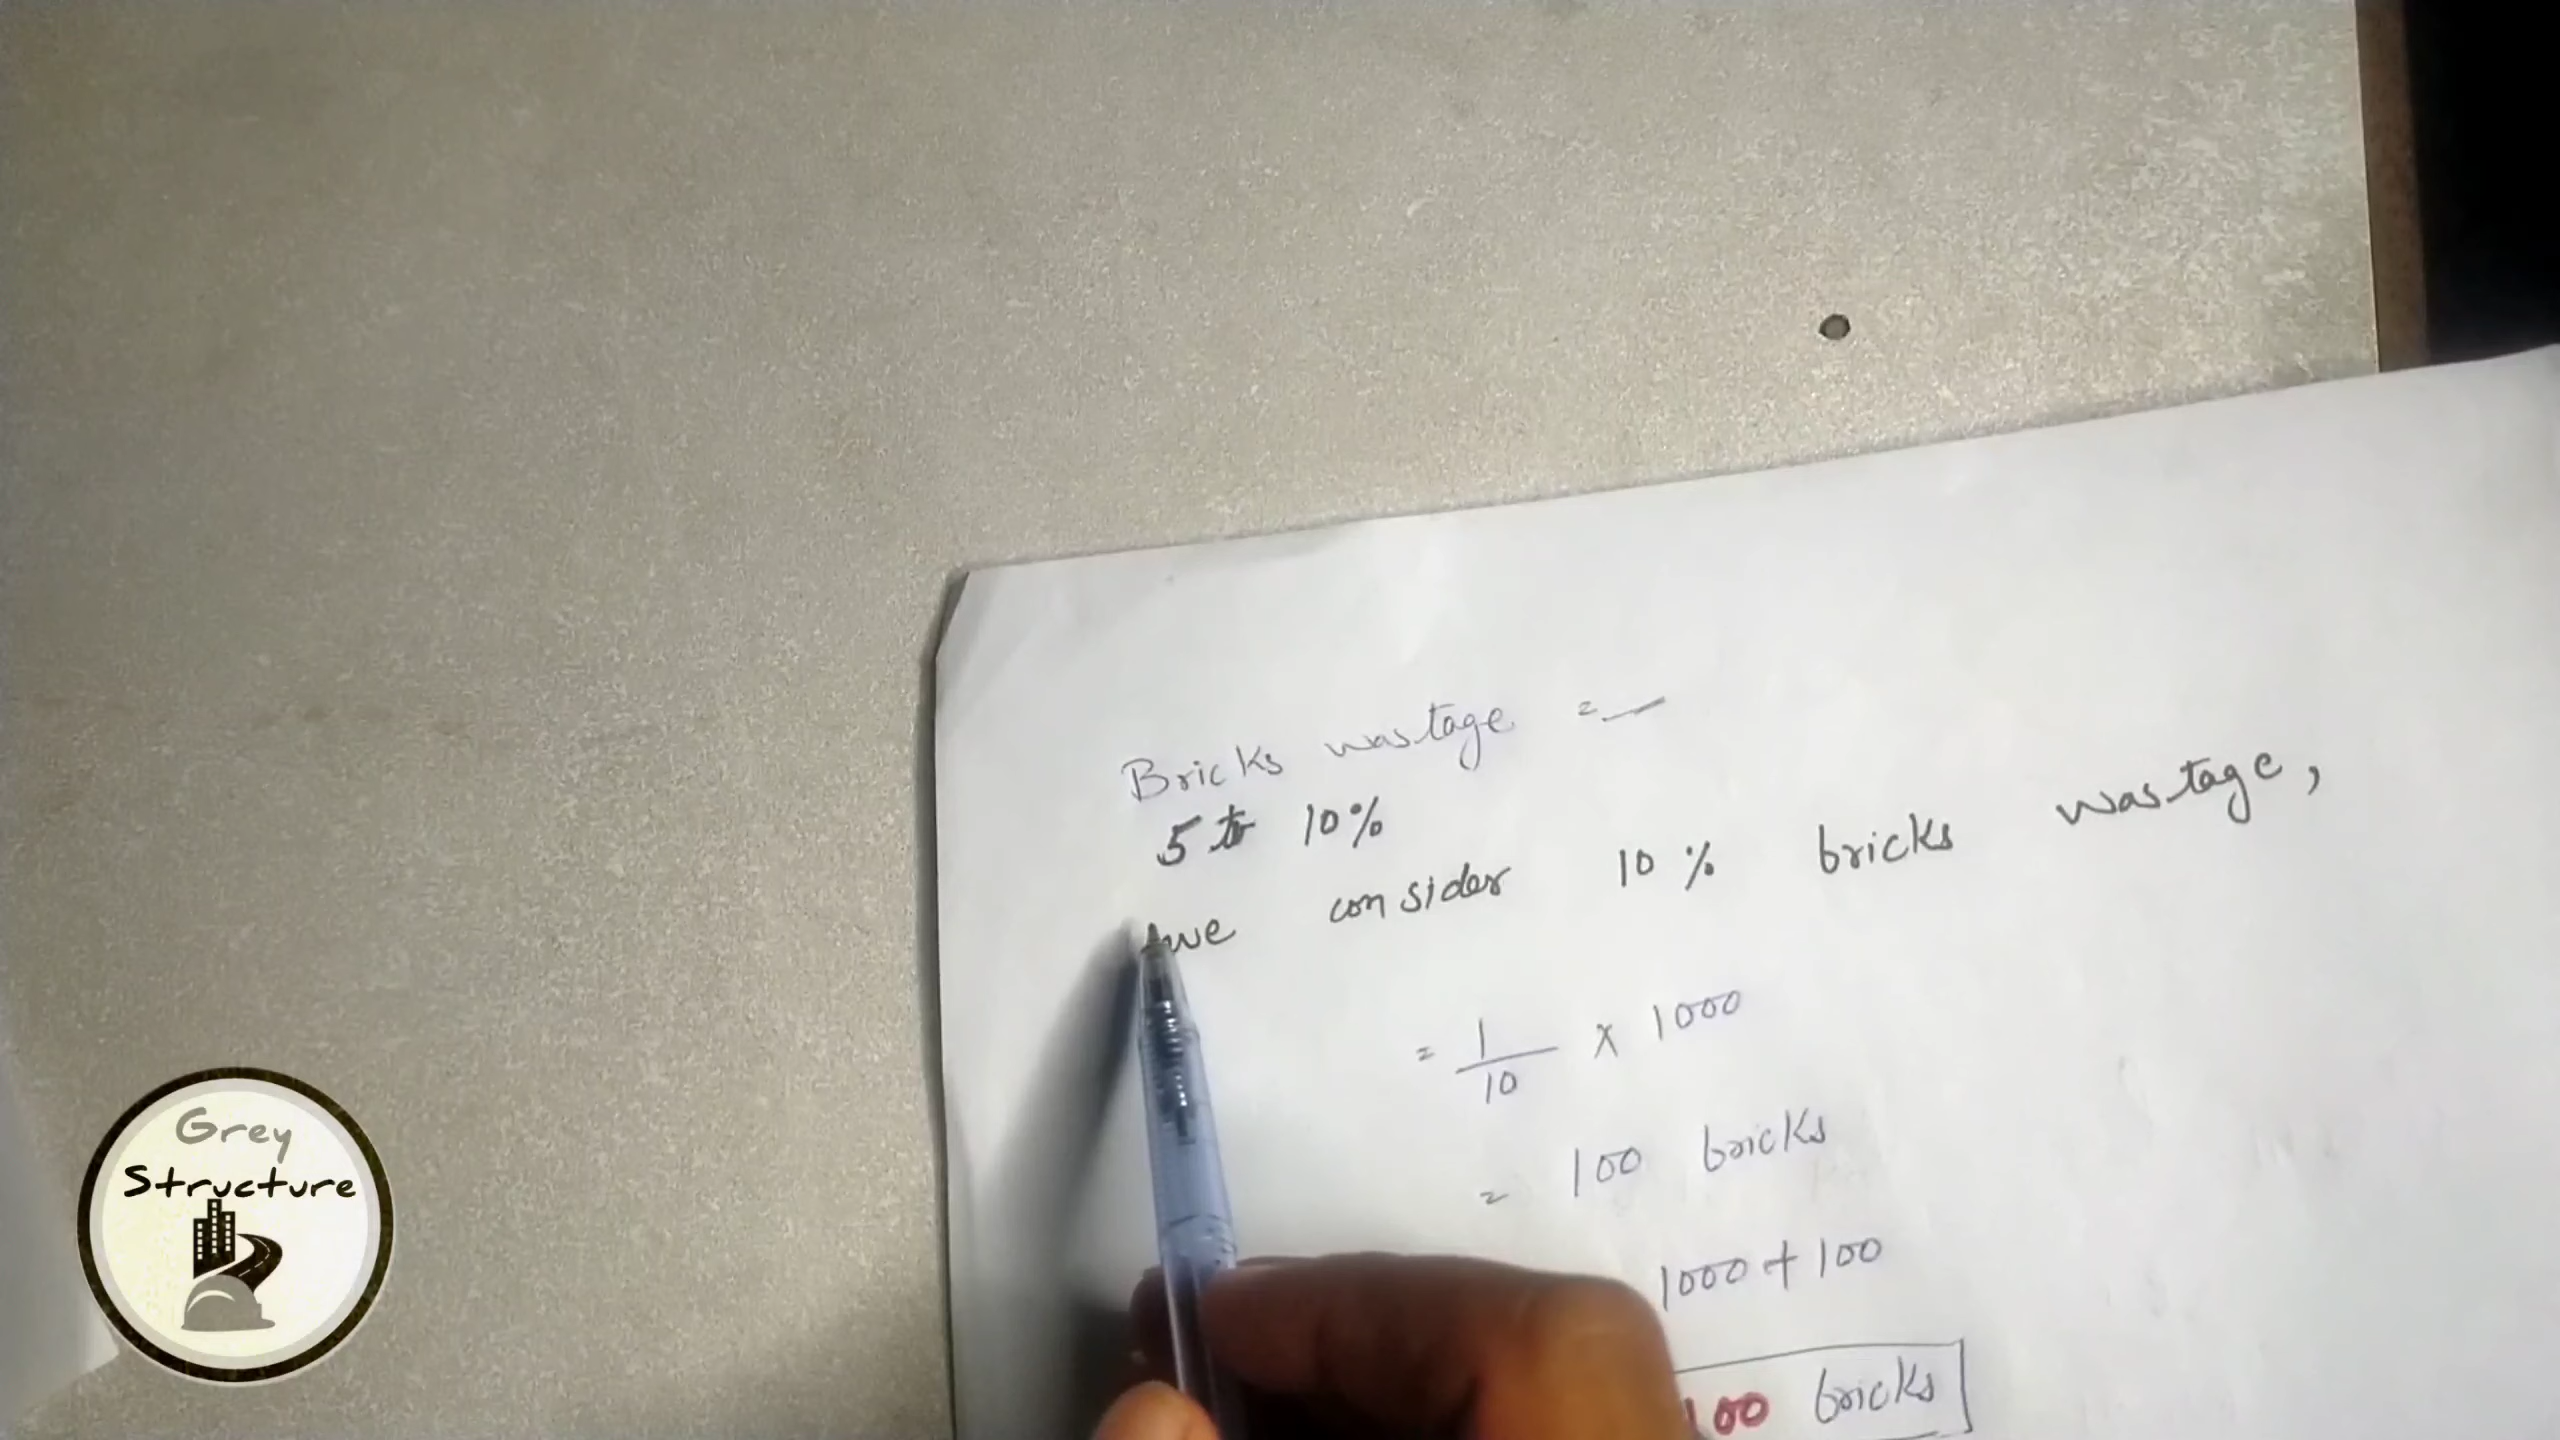 Bricks wastage =
5 to 10%
we consider 10% bricks wastage,
= 1/10 x 1000
= 100 bricks
1000 + 100
100 bricks
Grey
Structure